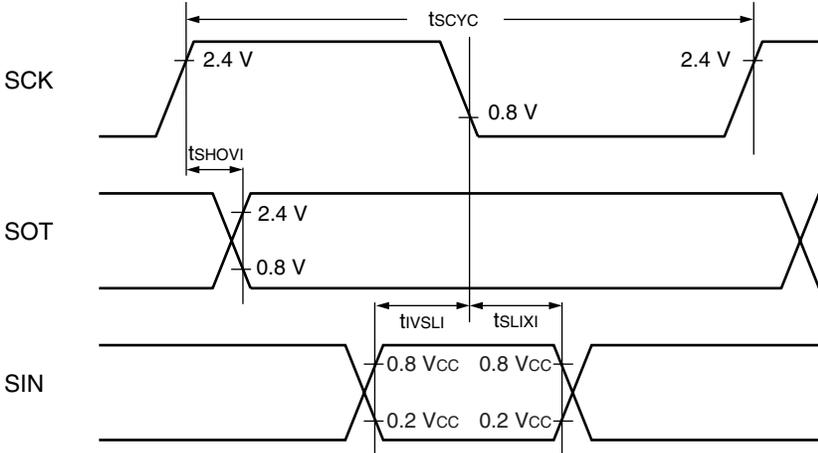 tSCYC
SCK
2.4 V
2.4 V
0.8 V
tSHOVI
SOT
2.4 V
0.8 V
tIVSLI
tSLIXI
SIN
0.8 VCC
0.8 VCC
0.2 VCC
0.2 VCC